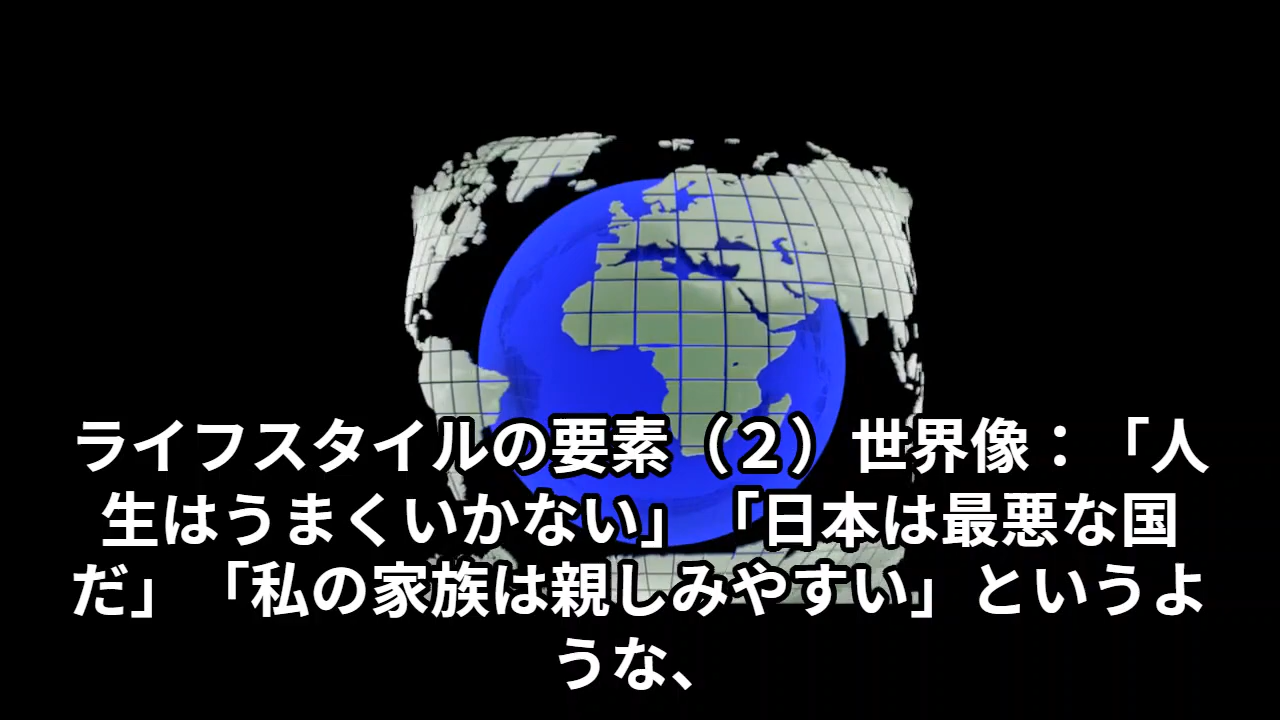 ライフスタイルの要素（２）世界像：「人
生はうまくいかない」「日本は最悪な国
だ」「私の家族は親しみやすい」というよ
うな、